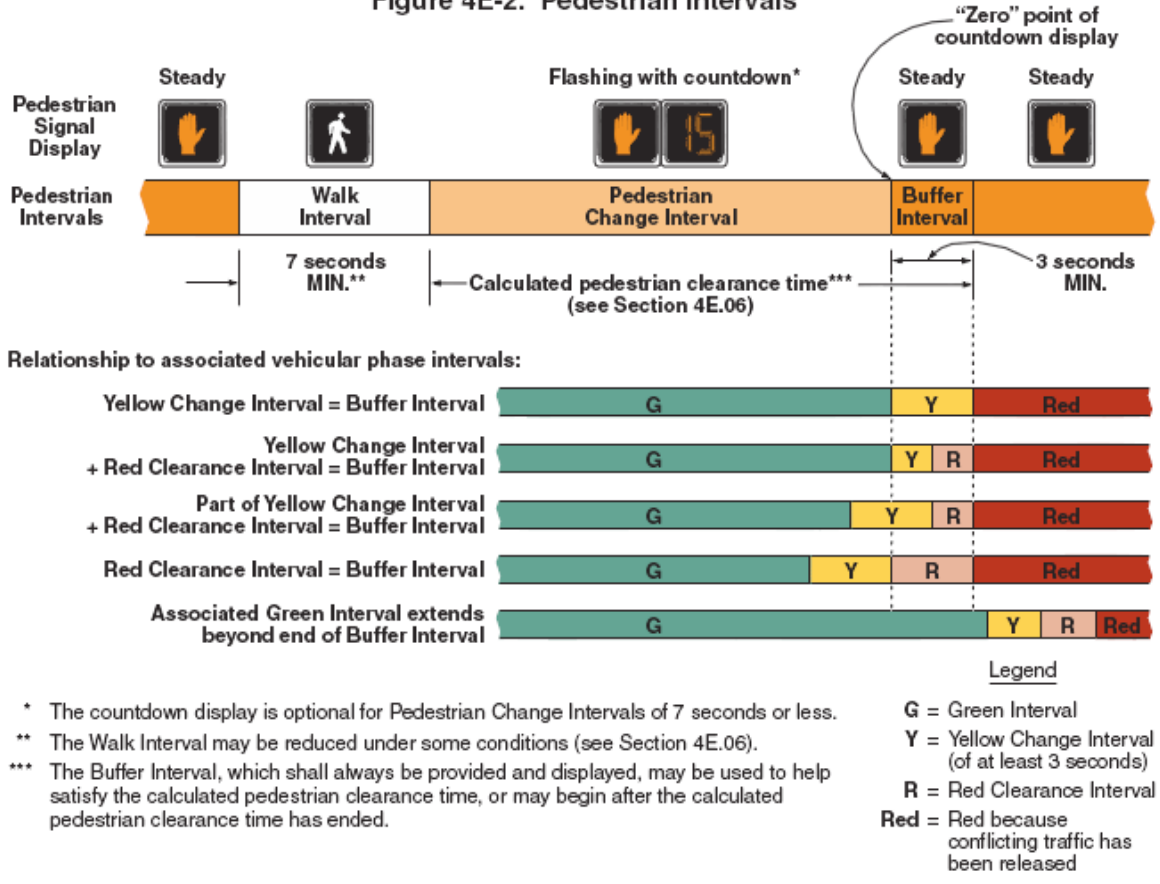 Figure 4E-2. Pedestrian Intervals
"Zero" point of
countdown display
Steady
Flashing with countdown*
Steady
Steady
Pedestrian
Signal
Display
15
Pedestrian
Intervals
Walk
Interval
Pedestrian
Change Interval
Buffer
Interval
7 seconds
MIN.**
Calculated pedestrian clearance time***
(see Section 4E.06)
3 seconds
MIN.
Relationship to associated vehicular phase intervals:
Yellow Change Interval = Buffer Interval
G Y Red
Yellow Change Interval
+ Red Clearance Interval = Buffer Interval
G Y R Red
Part of Yellow Change Interval
+ Red Clearance Interval = Buffer Interval
G Y R Red
Red Clearance Interval = Buffer Interval
G Y R Red
Associated Green Interval extends
beyond end of Buffer Interval
G Y R Red
* The countdown display is optional for Pedestrian Change Intervals of 7 seconds or less.
** The Walk Interval may be reduced under some conditions (see Section 4E.06).
*** The Buffer Interval, which shall always be provided and displayed, may be used to help
satisfy the calculated pedestrian clearance time, or may begin after the calculated
pedestrian clearance time has ended.
Legend
G = Green Interval
Y = Yellow Change Interval
(of at least 3 seconds)
R = Red Clearance Interval
Red = Red because
conflicting traffic has
been released